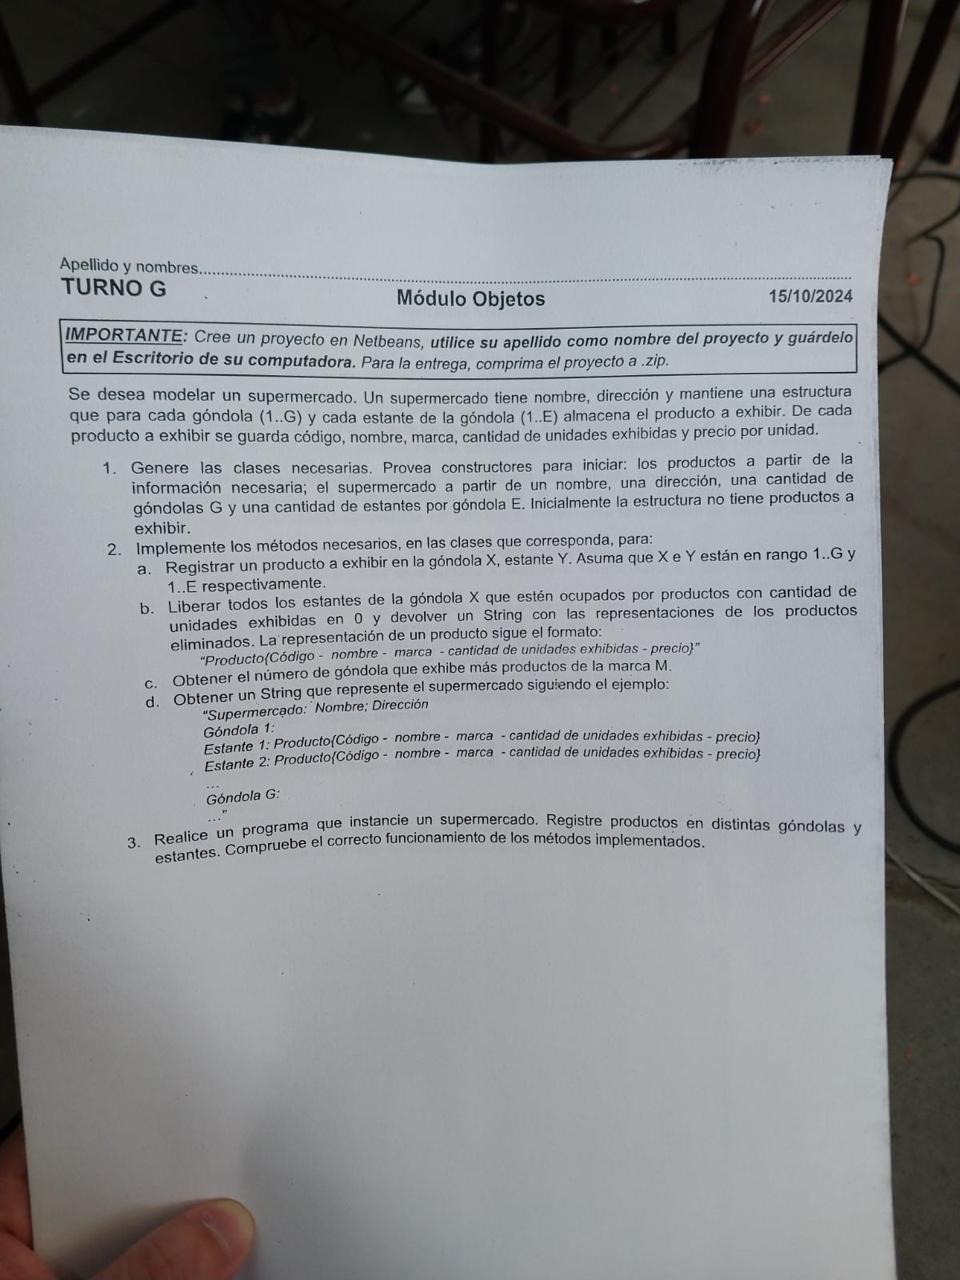 Apellido y nombres................................................................................
TURNO G
Módulo Objetos
15/10/2024
IMPORTANTE: Cree un proyecto en Netbeans, utilice su apellido como nombre del proyecto y guárdelo
en el Escritorio de su computadora. Para la entrega, comprima el proyecto a .zip.
Se desea modelar un supermercado. Un supermercado tiene nombre, dirección y mantiene una estructura
que para cada góndola (1..G) y cada estante de la góndola (1..E) almacena el producto a exhibir. De cada
producto a exhibir se guarda código, nombre, marca, cantidad de unidades exhibidas y precio por unidad.
1. Genere las clases necesarias. Provea constructores para iniciar: los productos a partir de la
información necesaria; el supermercado a partir de un nombre, una dirección, una cantidad de
góndolas G y una cantidad de estantes por góndola E. Inicialmente la estructura no tiene productos a
exhibir.
2. Implemente los métodos necesarios, en las clases que corresponda, para:
a. Registrar un producto a exhibir en la góndola X, estante Y. Asuma que X e Y están en rango 1..G y
1..E respectivamente.
b. Liberar todos los estantes de la góndola X que estén ocupados por productos con cantidad de
unidades exhibidas en 0 y devolver un String con las representaciones de los productos
eliminados. La representación de un producto sigue el formato:
“Producto{Código - nombre - marca - cantidad de unidades exhibidas - precio}”
c. Obtener el número de góndola que exhibe más productos de la marca M.
d. Obtener un String que represente el supermercado siguiendo el ejemplo:
“Supermercado: Nombre; Dirección
Góndola 1:
Estante 1: Producto{Código - nombre - marca - cantidad de unidades exhibidas - precio}
Estante 2: Producto{Código - nombre - marca - cantidad de unidades exhibidas - precio}
...
Góndola G:
...”
3. Realice un programa que instancie un supermercado. Registre productos en distintas góndolas y
estantes. Compruebe el correcto funcionamiento de los métodos implementados.